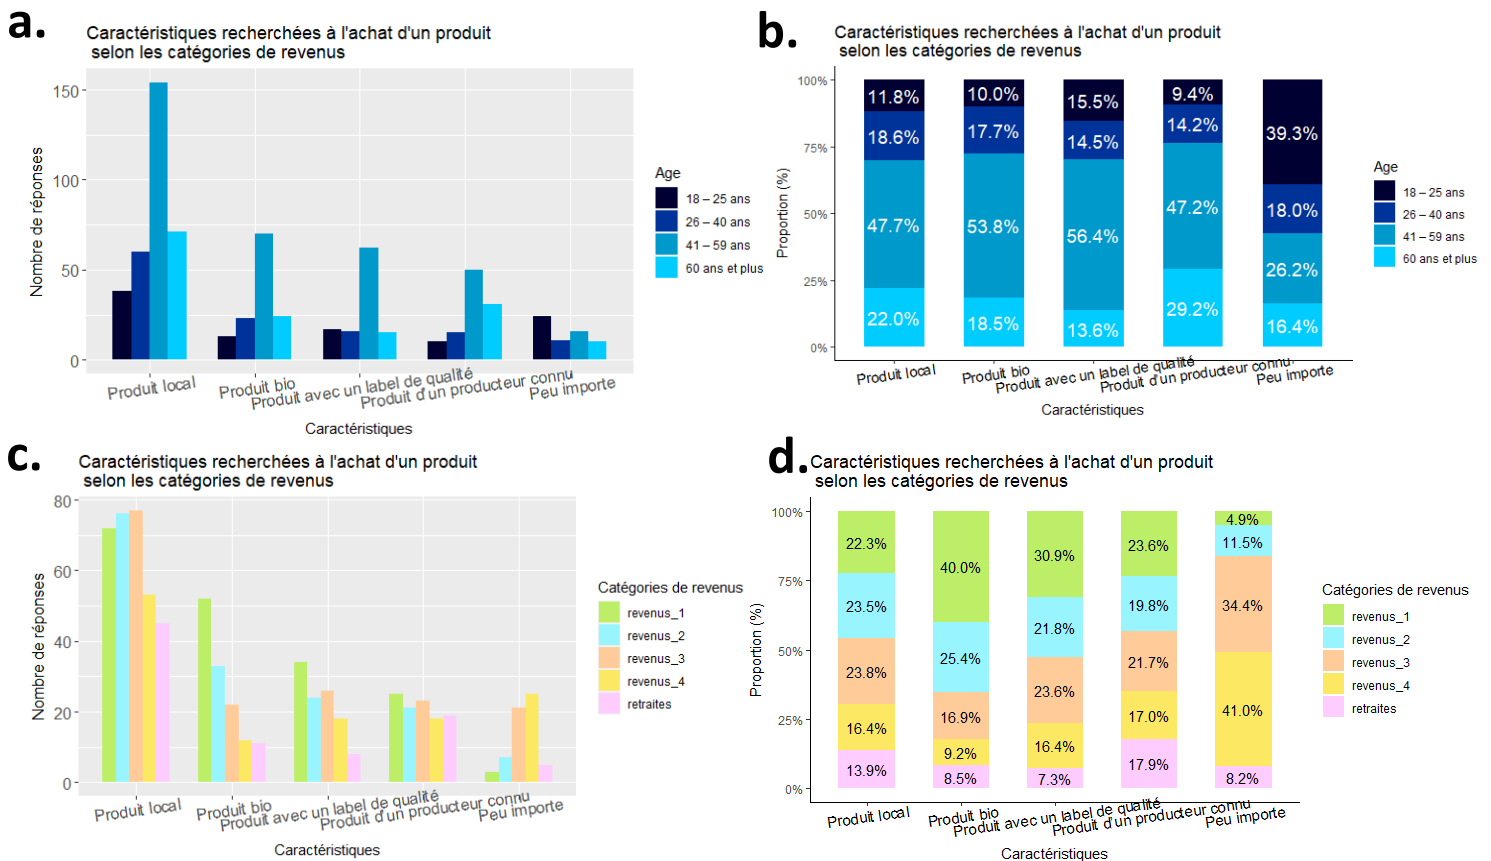 a.
Caractéristiques recherchées à l'achat d'un produit
selon les catégories de revenus
Nombre de réponses
150
100
50
0
Produit local
Produit bio
Produit avec un label de qualité
Produit d'un producteur connu
Peu importe
Caractéristiques
Age
18 – 25 ans
26 – 40 ans
41 – 59 ans
60 ans et plus
b.
Caractéristiques recherchées à l'achat d'un produit
selon les catégories de revenus
Proportion (%)
100%
75%
50%
25%
0%
11.8%
18.6%
47.7%
22.0%
10.0%
17.7%
53.8%
18.5%
15.5%
14.5%
56.4%
13.6%
9.4%
14.2%
47.2%
29.2%
39.3%
18.0%
26.2%
16.4%
Produit local
Produit bio
Produit avec un label de qualité
Produit d'un producteur connu
Peu importe
Caractéristiques
Age
18 – 25 ans
26 – 40 ans
41 – 59 ans
60 ans et plus
c.
Caractéristiques recherchées à l'achat d'un produit
selon les catégories de revenus
Nombre de réponses
80
60
40
20
0
Produit local
Produit bio
Produit avec un label de qualité
Produit d'un producteur connu
Peu importe
Caractéristiques
Catégories de revenus
revenus_1
revenus_2
revenus_3
revenus_4
retraites
d.
Caractéristiques recherchées à l'achat d'un produit
selon les catégories de revenus
Proportion (%)
100%
75%
50%
25%
0%
22.3%
23.5%
23.8%
16.4%
13.9%
40.0%
25.4%
16.9%
9.2%
8.5%
30.9%
21.8%
23.6%
16.4%
7.3%
23.6%
19.8%
21.7%
17.0%
17.9%
4.9%
11.5%
34.4%
41.0%
8.2%
Produit local
Produit bio
Produit avec un label de qualité
Produit d'un producteur connu
Peu importe
Caractéristiques
Catégories de revenus
revenus_1
revenus_2
revenus_3
revenus_4
retraites